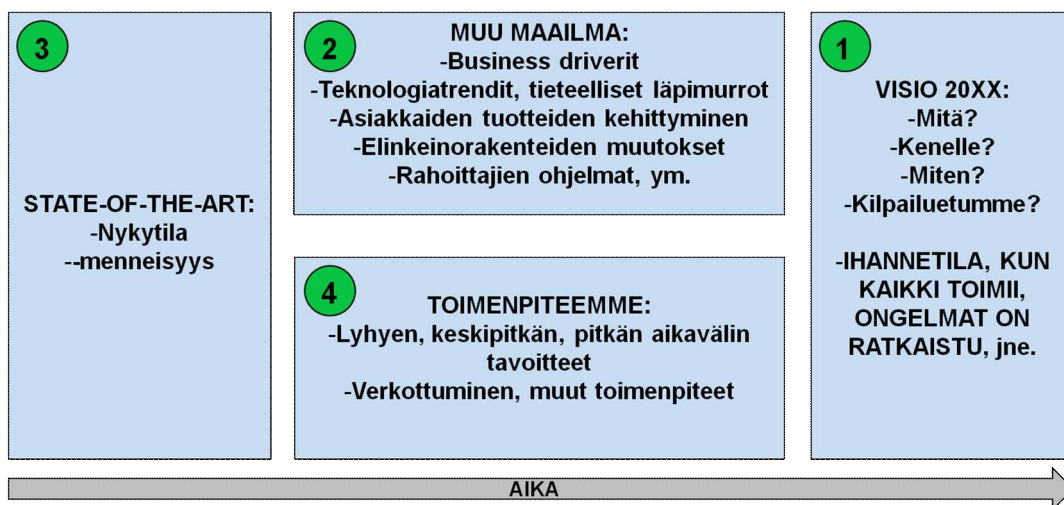 3
STATE-OF-THE-ART:
-Nykytila
--menneisyys
2
MUU MAAILMA:
-Business driverit
-Teknologiatrendit, tieteelliset läpimurrot
-Asiakkaiden tuotteiden kehittyminen
-Elinkeinorakenteiden muutokset
-Rahoittajien ohjelmat, ym.
4
TOIMENPITEEMME:
-Lyhyen, keskipitkän, pitkän aikavälin
tavoitteet
-Verkottuminen, muut toimenpiteet
1
VISIO 20XX:
-Mitä?
-Kenelle?
-Miten?
-Kilpailuetumme?
-IHANNETILA, KUN
KAIKKI TOIMII,
ONGELMAT ON
RATKAISTU, jne.
AIKA